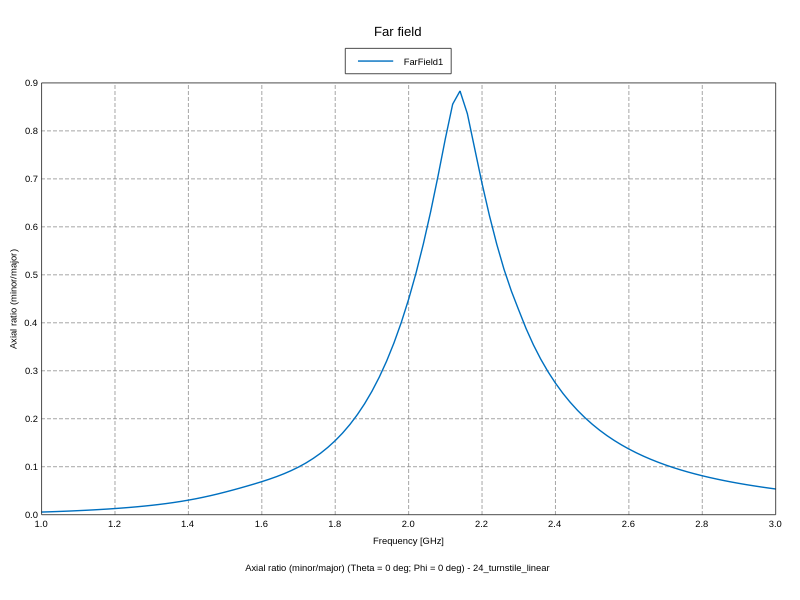 Far field
FarField1
Axial ratio (minor/major)
0.9
0.8
0.7
0.6
0.5
0.4
0.3
0.2
0.1
0.0
1.0 1.2 1.4 1.6 1.8 2.0 2.2 2.4 2.6 2.8 3.0
Frequency [GHz]
Axial ratio (minor/major) (Theta = 0 deg; Phi = 0 deg) - 24_turnstile_linear